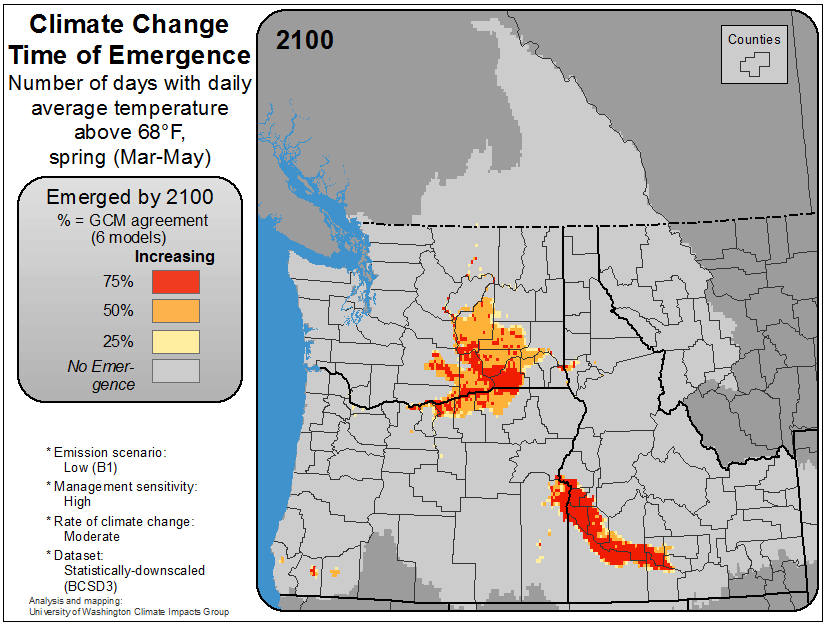 Climate Change
Time of Emergence
Number of days with daily
average temperature
above 68°F,
spring (Mar-May)
Emerged by 2100
% = GCM agreement
(6 models)
Increasing
75%
50%
25%
No Emer-
gence
* Emission scenario:
Low (B1)
* Management sensitivity:
High
* Rate of climate change:
Moderate
* Dataset:
Statistically-downscaled
(BCSD3)
Analysis and mapping:
University of Washington Climate Impacts Group
2100
Counties